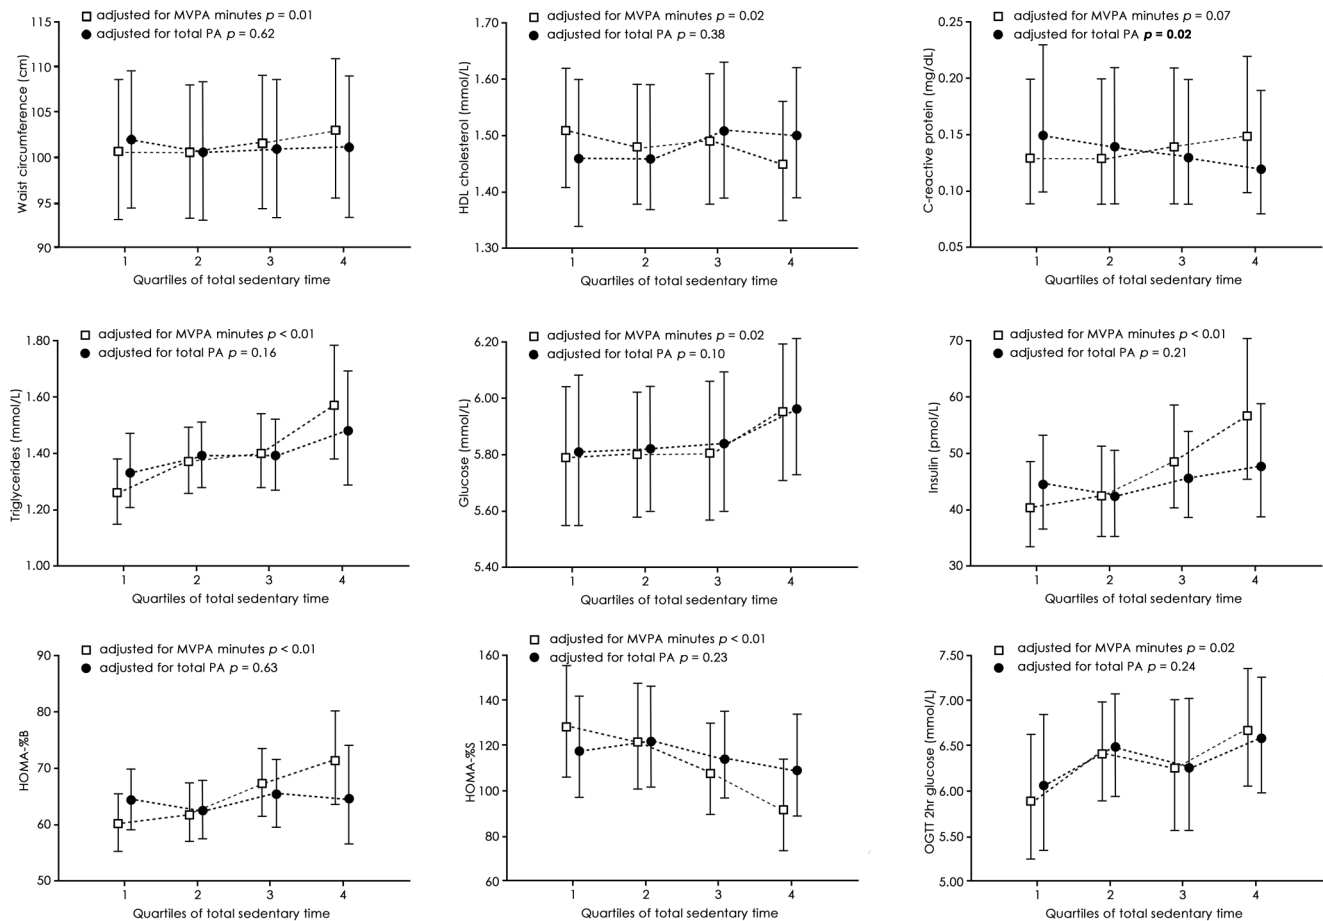 adjusted for MVPA minutes p = 0.01
adjusted for total PA p = 0.62
Waist circumference (cm)
115
110
105
100
95
90
1 2 3 4
Quartiles of total sedentary time
adjusted for MVPA minutes p = 0.02
adjusted for total PA p = 0.38
HDL cholesterol (mmol/L)
1.70
1.60
1.50
1.40
1.30
1 2 3 4
Quartiles of total sedentary time
adjusted for MVPA minutes p = 0.07
adjusted for total PA p = 0.02
C-reactive protein (mg/dL)
0.25
0.20
0.15
0.10
0.05
1 2 3 4
Quartiles of total sedentary time
adjusted for MVPA minutes p < 0.01
adjusted for total PA p = 0.16
Triglycerides (mmol/L)
1.80
1.60
1.40
1.20
1.00
1 2 3 4
Quartiles of total sedentary time
adjusted for MVPA minutes p = 0.02
adjusted for total PA p = 0.10
Glucose (mmol/L)
6.20
6.00
5.80
5.60
5.40
1 2 3 4
Quartiles of total sedentary time
adjusted for MVPA minutes p < 0.01
adjusted for total PA p = 0.21
Insulin (pmol/L)
70
60
50
40
30
1 2 3 4
Quartiles of total sedentary time
adjusted for MVPA minutes p < 0.01
adjusted for total PA p = 0.63
HOMA-%B
90
80
70
60
50
1 2 3 4
Quartiles of total sedentary time
adjusted for MVPA minutes p < 0.01
adjusted for total PA p = 0.23
HOMA-%S
160
140
120
100
80
60
1 2 3 4
Quartiles of total sedentary time
adjusted for MVPA minutes p = 0.02
adjusted for total PA p = 0.24
OGTT 2hr glucose (mmol/L)
7.50
7.00
6.50
6.00
5.50
5.00
1 2 3 4
Quartiles of total sedentary time